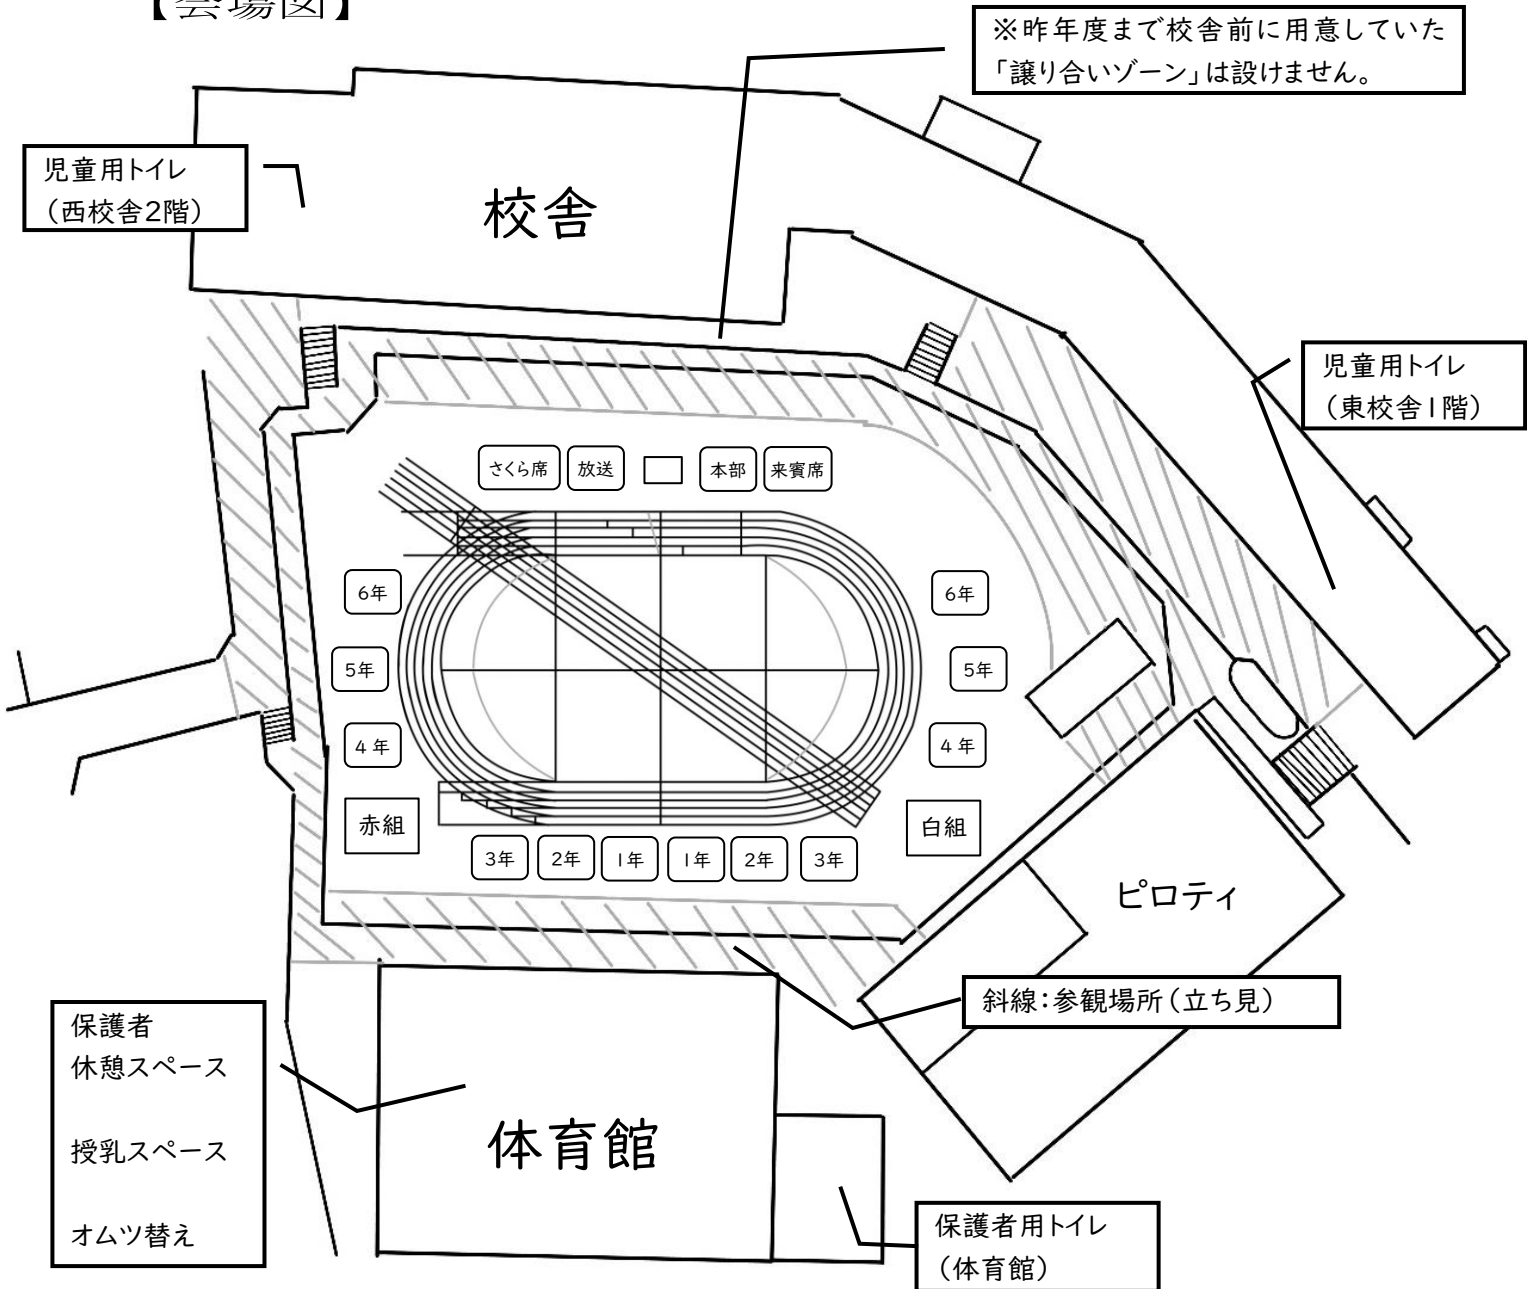 【会場図】
※昨年度まで校舎前に用意していた
「譲り合いゾーン」は設けません。
児童用トイレ
（西校舎2階）
校舎
児童用トイレ
（東校舎1階）
さくら席
放送
本部
来賓席
6年
6年
5年
5年
4年
4年
赤組
白組
3年
2年
1年
1年
2年
3年
ピロティ
斜線：参観場所（立ち見）
保護者
休憩スペース
授乳スペース
オムツ替え
体育館
保護者用トイレ
（体育館）